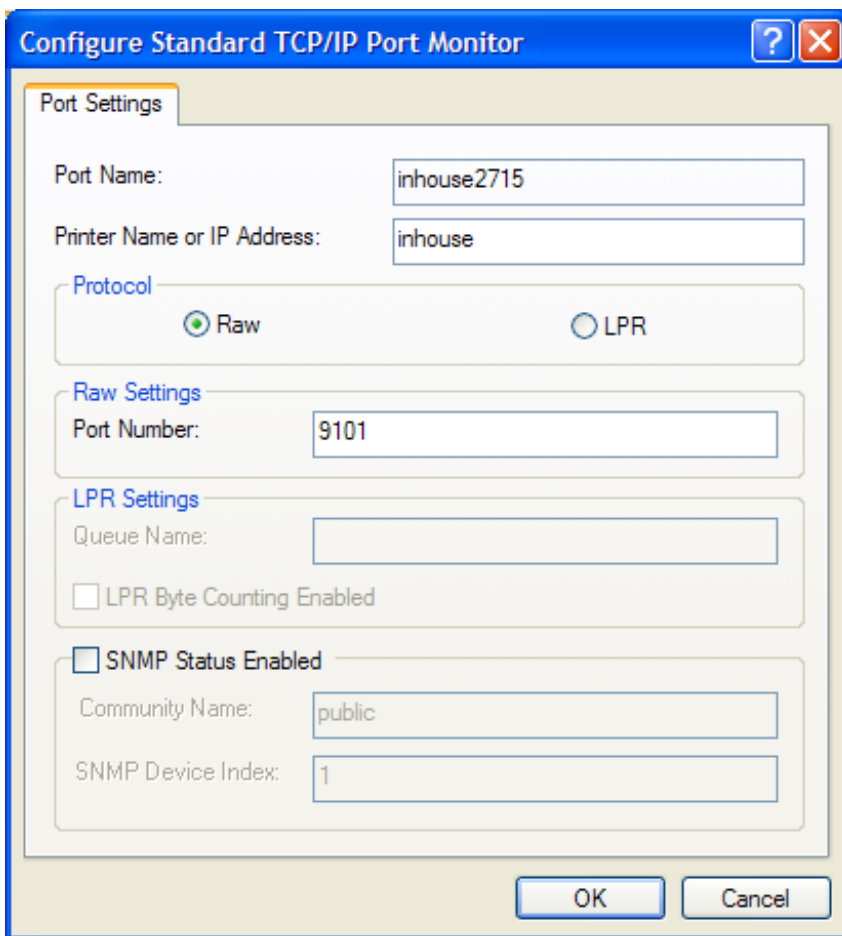 Configure Standard TCP/IP Port Monitor
Port Settings
Port Name: inhouse2715
Printer Name or IP Address: inhouse
Protocol
Raw LPR
Raw Settings
Port Number: 9101
LPR Settings
Queue Name:
LPR Byte Counting Enabled
SNMP Status Enabled
Community Name: public
SNMP Device Index: 1
OK Cancel